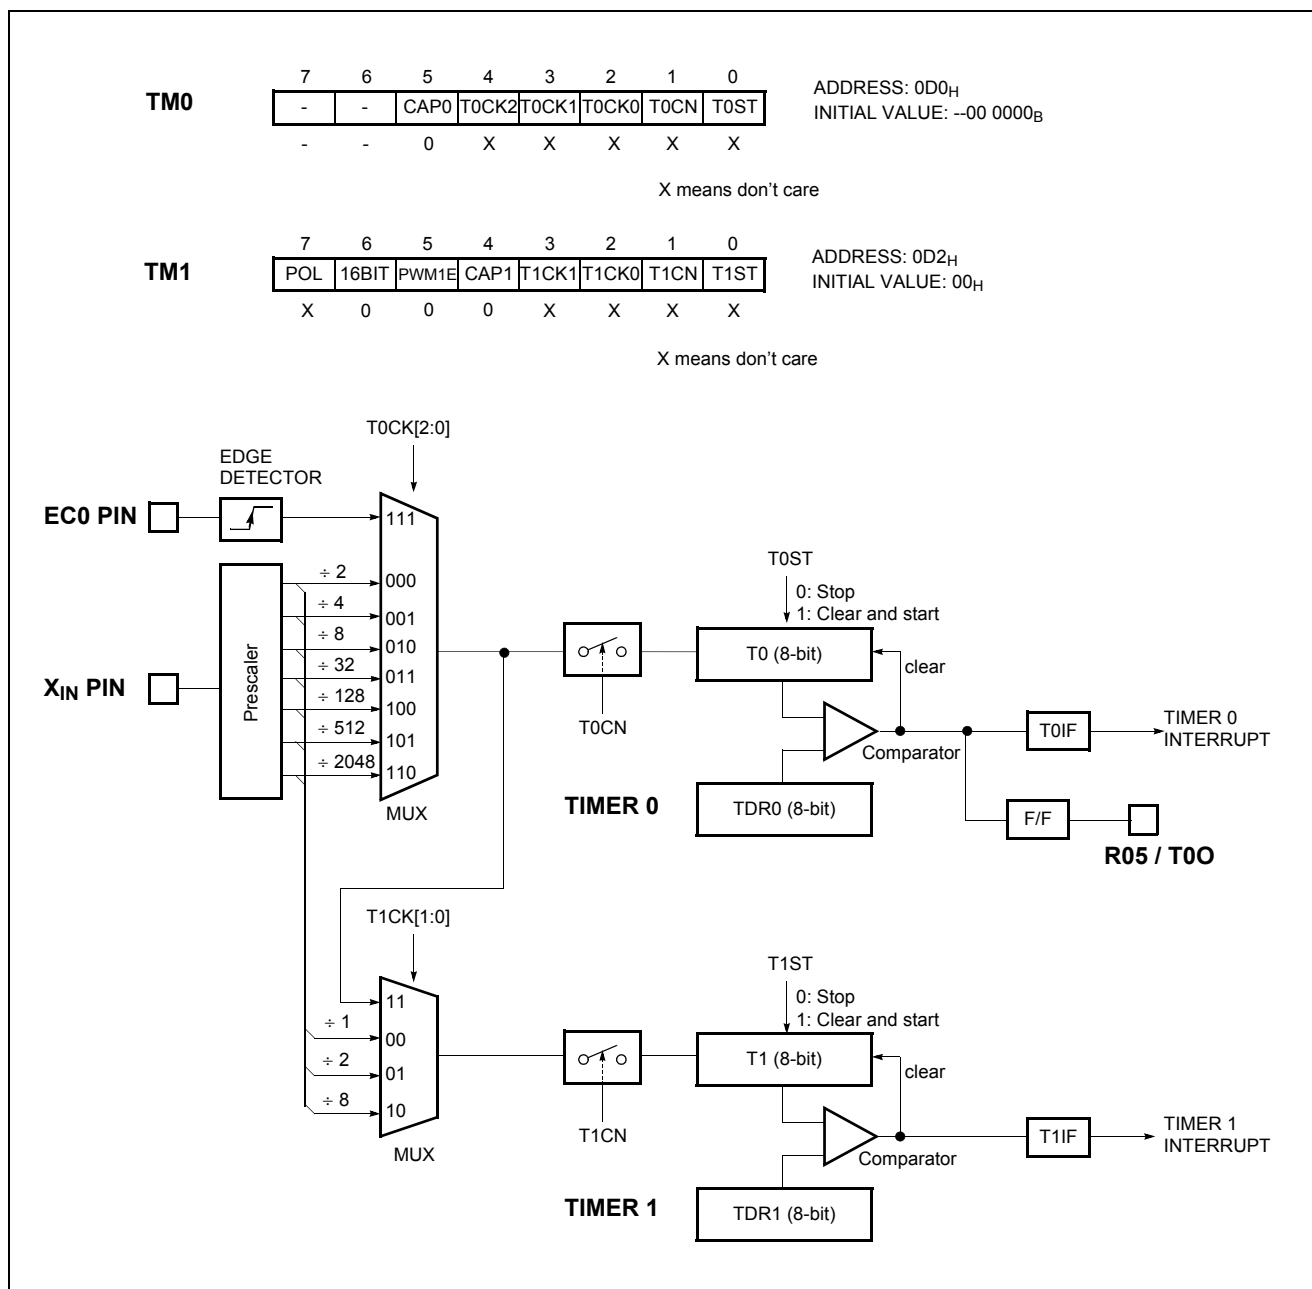 7 6 5 4 3 2 1 0
TM0 - - CAP0 T0CK2 T0CK1 T0CK0 T0CN T0ST
- - 0 X X X X X
ADDRESS: 0D0H
INITIAL VALUE: --00 0000B
X means don't care
7 6 5 4 3 2 1 0
TM1 POL 16BIT PWM1E CAP1 T1CK1 T1CK0 T1CN T1ST
X 0 0 0 X X X X
ADDRESS: 0D2H
INITIAL VALUE: 00H
X means don't care
T0CK[2:0]
EDGE
DETECTOR
EC0 PIN
111
÷ 2 000
÷ 4 001
÷ 8 010
÷ 32 011
÷ 128 100
÷ 512 101
÷ 2048 110
XIN PIN
Prescaler
MUX
T0CN
T0ST
0: Stop
1: Clear and start
T0 (8-bit)
clear
Comparator
TIMER 0
TDR0 (8-bit)
T0IF
TIMER 0
INTERRUPT
F/F
R05 / T0O
T1CK[1:0]
11
÷ 1 00
÷ 2 01
÷ 8 10
MUX
T1CN
T1ST
0: Stop
1: Clear and start
T1 (8-bit)
clear
Comparator
TIMER 1
TDR1 (8-bit)
T1IF
TIMER 1
INTERRUPT